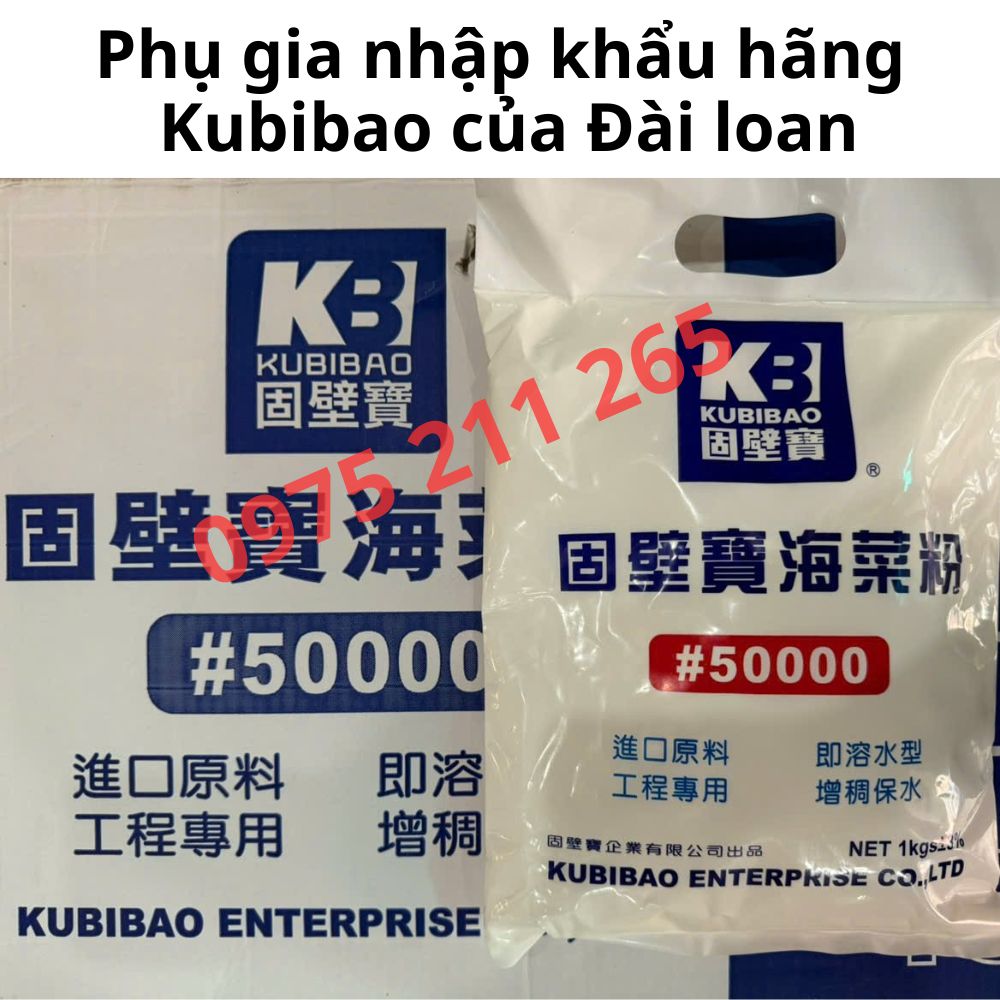 Phụ gia nhập khẩu hãng
Kubibao của Đài loan
KB
KUBIBAO
固壁寶
固壁寶海菜
#50000
進口原料 即溶
工程專用 增稠
KUBIBAO ENTERPRISE
KB
KUBIBAO
固壁寶
®
固壁寶海菜粉
#50000
進口原料 即溶水型
工程專用 增稠保水
固壁寶企業有限公司出品 NET 1kgs±3%
KUBIBAO ENTERPRISE CO.,LTD
0975 211 265